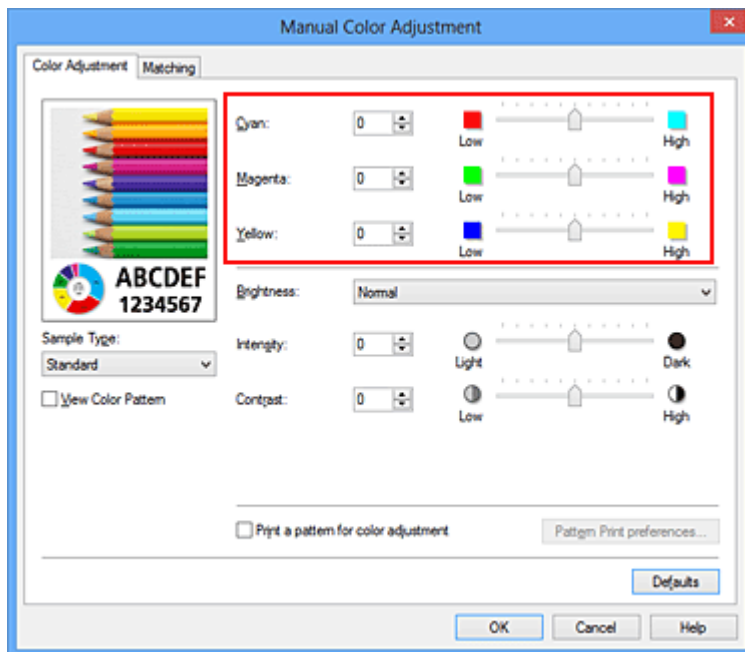 Manual Color Adjustment
Color Adjustment Matching
Cyan: 0 Low High
Magenta: 0 Low High
Yellow: 0 Low High
ABCDEF
1234567
Brightness: Normal
Sample Type:
Standard
Intensity: 0 Light Dark
View Color Pattern
Contrast: 0 Low High
Print a pattern for color adjustment Pattern Print preferences...
Defaults
OK Cancel Help